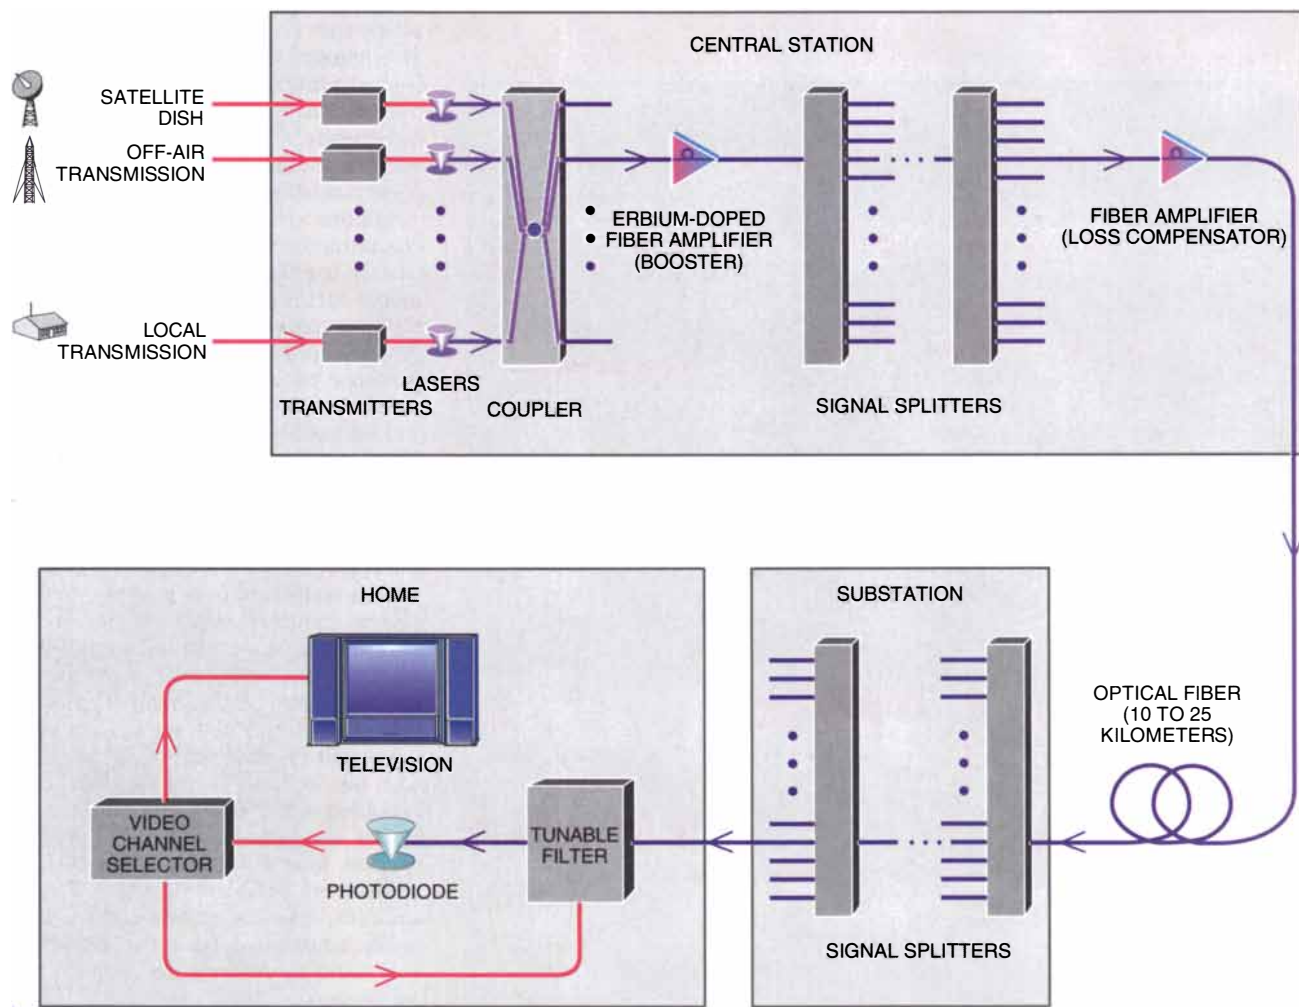 CENTRAL STATION
SATELLITE
DISH
OFF-AIR
TRANSMISSION
LOCAL
TRANSMISSION
TRANSMITTERS
LASERS
COUPLER
ERBIUM-DOPED
FIBER AMPLIFIER
(BOOSTER)
SIGNAL SPLITTERS
FIBER AMPLIFIER
(LOSS COMPENSATOR)
HOME
TELEVISION
VIDEO
CHANNEL
SELECTOR
PHOTODIODE
TUNABLE
FILTER
SUBSTATION
SIGNAL SPLITTERS
OPTICAL FIBER
(10 TO 25
KILOMETERS)